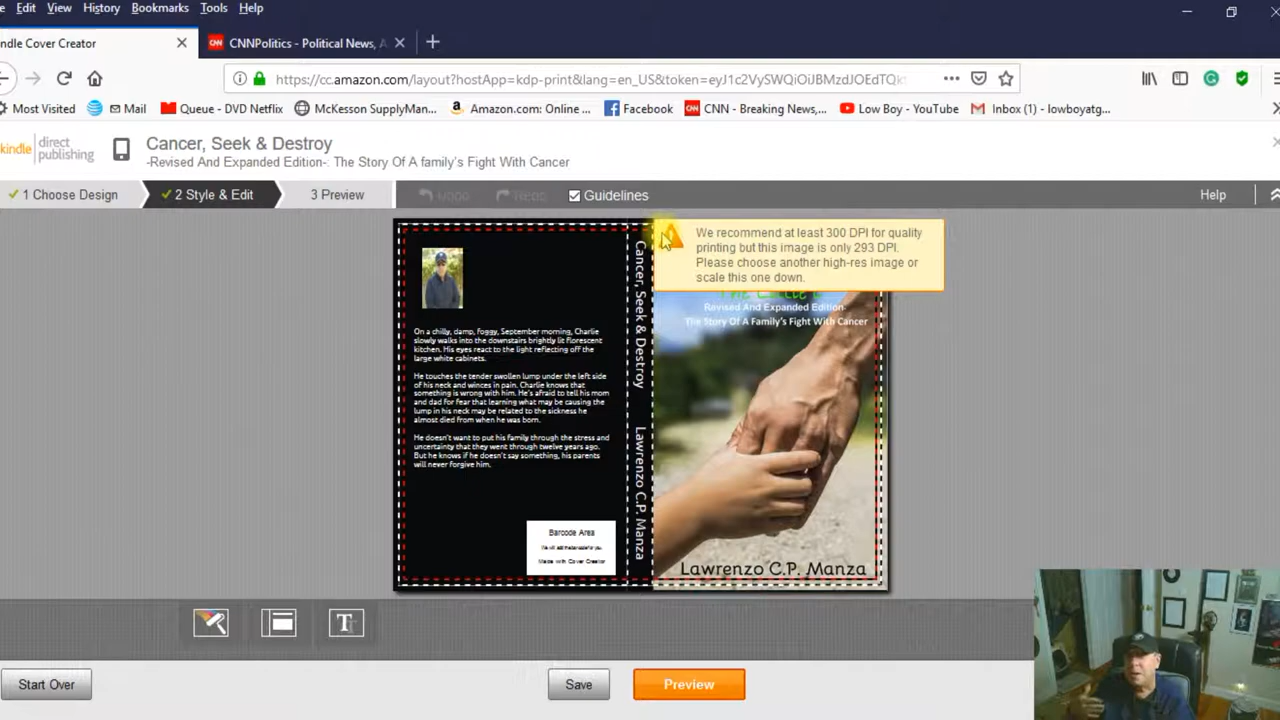 Edit View History Bookmarks Tools Help
ndle Cover Creator
CNN CNNPolitics - Political News, A
https://cc.amazon.com/layout?hostApp=kdp-print&lang=en_US&token=eyJ1c2VySWQiOiJBMzdJOEdTQk
Most Visited Mail Queue - DVD Netflix McKesson SupplyMan... Amazon.com: Online ... Facebook CNN - Breaking News,... Low Boy - YouTube Inbox (1) - lowboyatg...
kindle direct publishing
Cancer, Seek & Destroy
-Revised And Expanded Edition-: The Story Of A family's Fight With Cancer
1 Choose Design 2 Style & Edit 3 Preview Undo Redo Guidelines Help
We recommend at least 300 DPI for quality
printing but this image is only 293 DPI.
Please choose another high-res image or
scale this one down.
Revised And Expanded Edition-
The Story Of A Family's Fight With Cancer
Cancer, Seek & Destroy Lawrenzo C.P. Manza
On a chilly, damp, foggy, September morning, Charlie
slowly walks into the downstairs brightly lit florescent
kitchen. His eyes react to the light reflecting off the
large white cabinets.
He touches the tender swollen lump under the left side
of his neck and winces in pain. Charlie knows that
something is wrong with him. He's afraid to tell his mom
and dad for fear that learning what may be causing the
lump in his neck may be related to the sickness he
almost died from when he was born.
He doesn't want to put his family through the stress and
uncertainty that they went through twelve years ago.
But he knows if he doesn't say something, his parents
will never forgive him.
Barcode Area
We will add the barcode for you.
Made with Cover Creator
Lawrenzo C.P. Manza
T
Start Over Save Preview